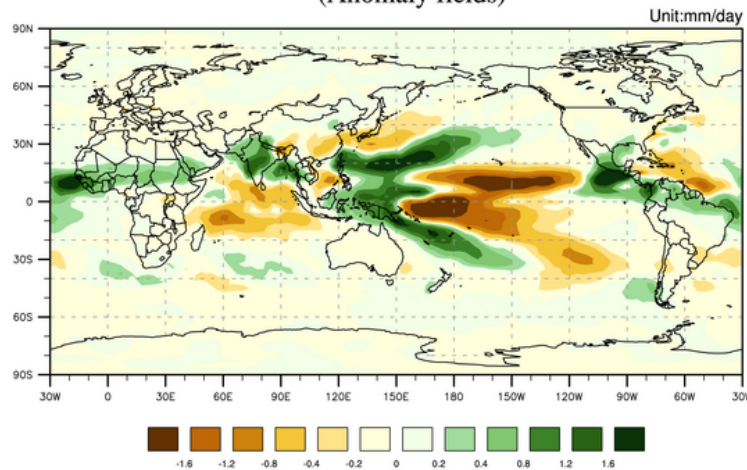 (Anomaly fields)
Unit:mm/day
90N
60N
30N
0
30S
60S
90S
30W 0 30E 60E 90E 120E 150E 180 150W 120W 90W 60W 30W
-1.6 -1.2 -0.8 -0.4 -0.2 0 0.2 0.4 0.8 1.2 1.6